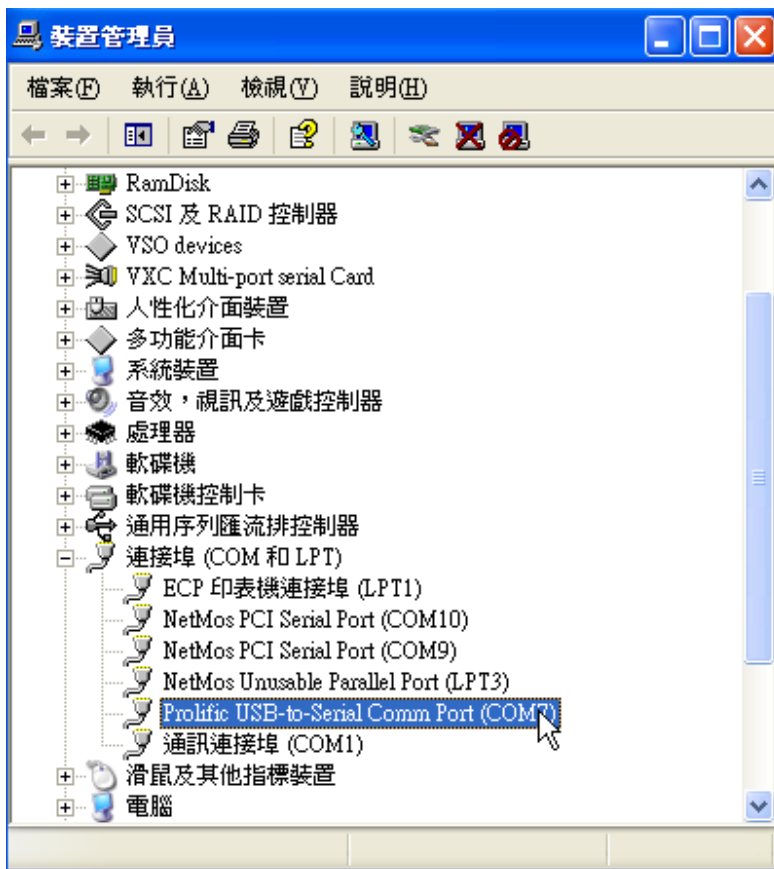 裝置管理員
檔案(F) 執行(A) 檢視(V) 說明(H)
RamDisk
SCSI 及 RAID 控制器
VSO devices
VXC Multi-port serial Card
人性化介面裝置
多功能介面卡
系統裝置
音效，視訊及遊戲控制器
處理器
軟碟機
軟碟機控制卡
通用序列匯流排控制器
連接埠 (COM 和 LPT)
ECP 印表機連接埠 (LPT1)
NetMos PCI Serial Port (COM10)
NetMos PCI Serial Port (COM9)
NetMos Unusable Parallel Port (LPT3)
Prolific USB-to-Serial Comm Port (COM7)
通訊連接埠 (COM1)
滑鼠及其他指標裝置
電腦